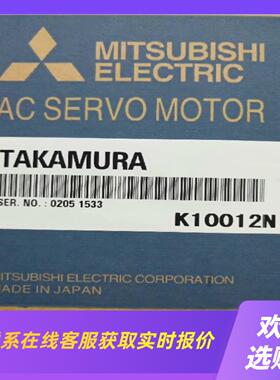 MITSUBISHI
ELECTRIC
AC SERVO MOTOR
TAKAMURA
SER. NO. : 0205 1533
K10012N
MITSUBISHI ELECTRIC CORPORATION
MADE IN JAPAN
联系在线客服获取实时报价
欢
选购